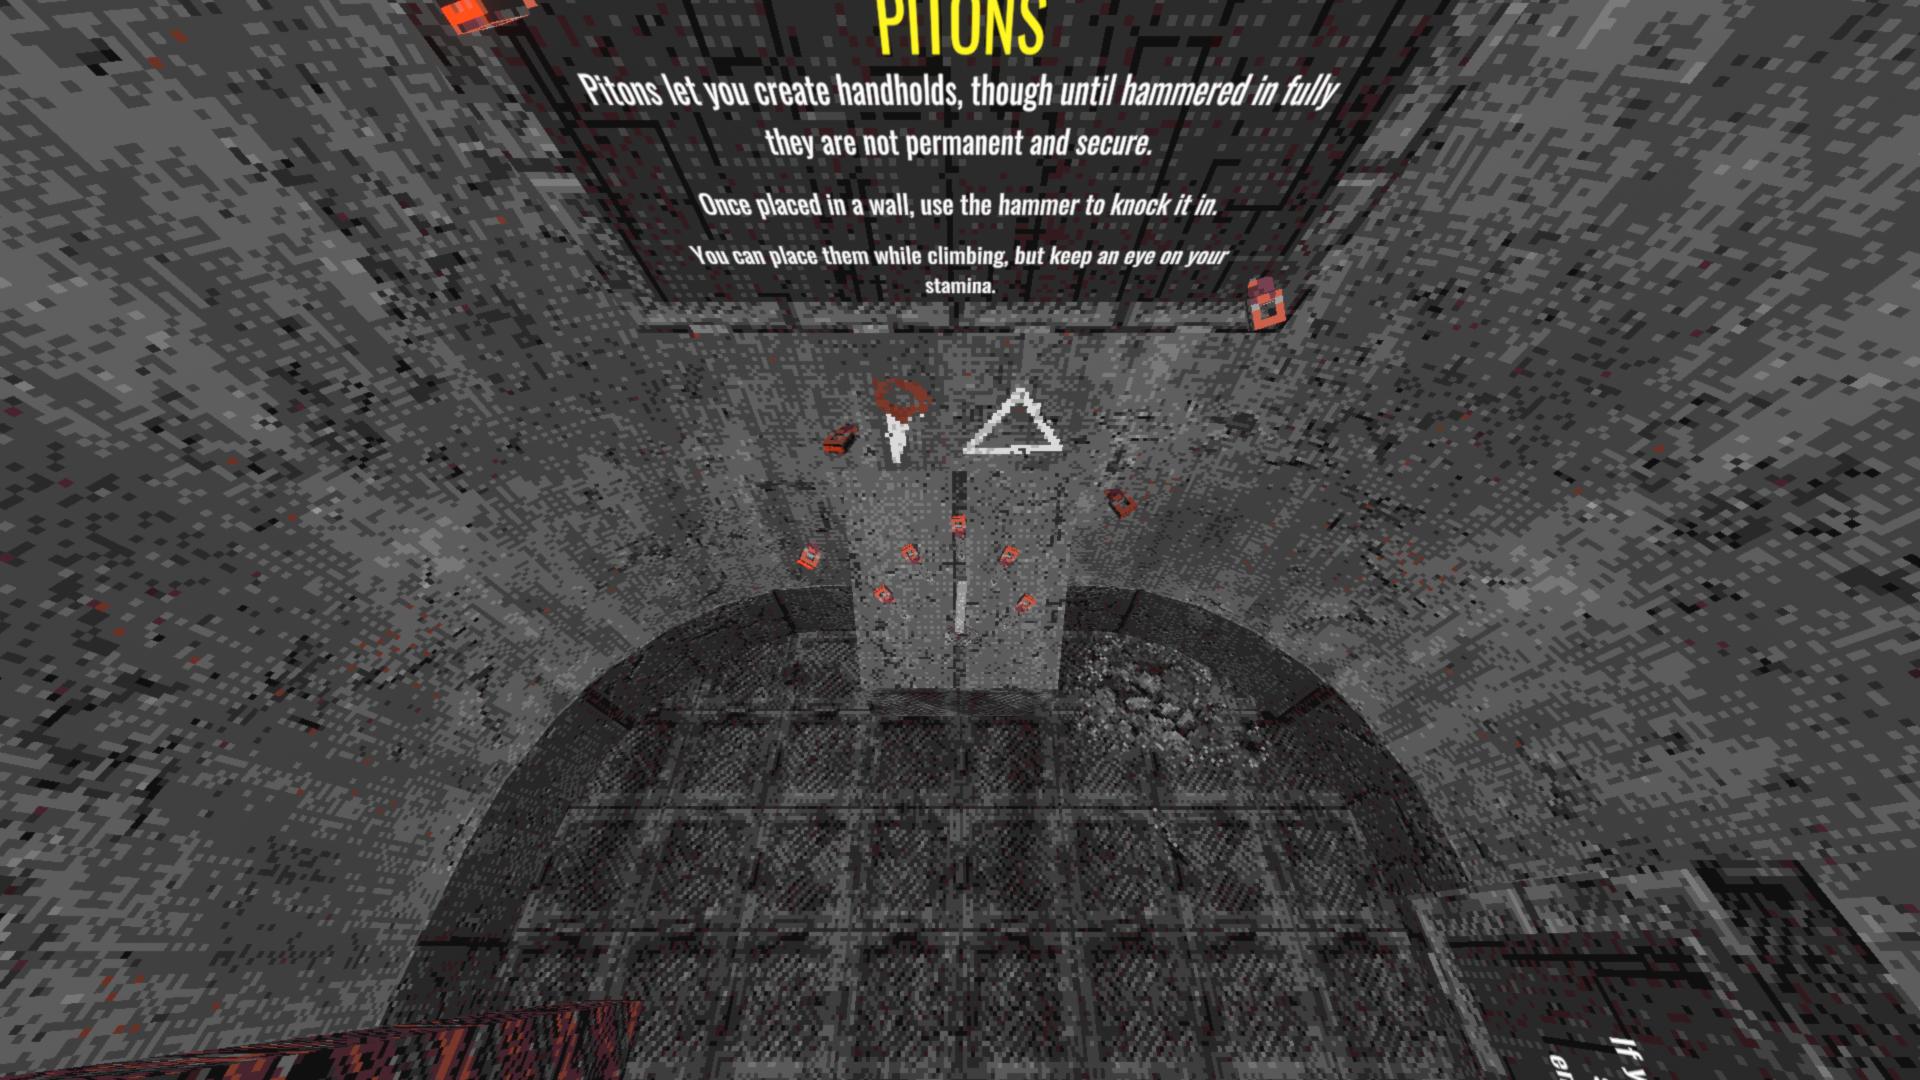 PITONS
Pitons let you create handholds, though until hammered in fully
they are not permanent and secure.
Once placed in a wall, use the hammer to knock it in.
You can place them while climbing, but keep an eye on your
stamina.
If